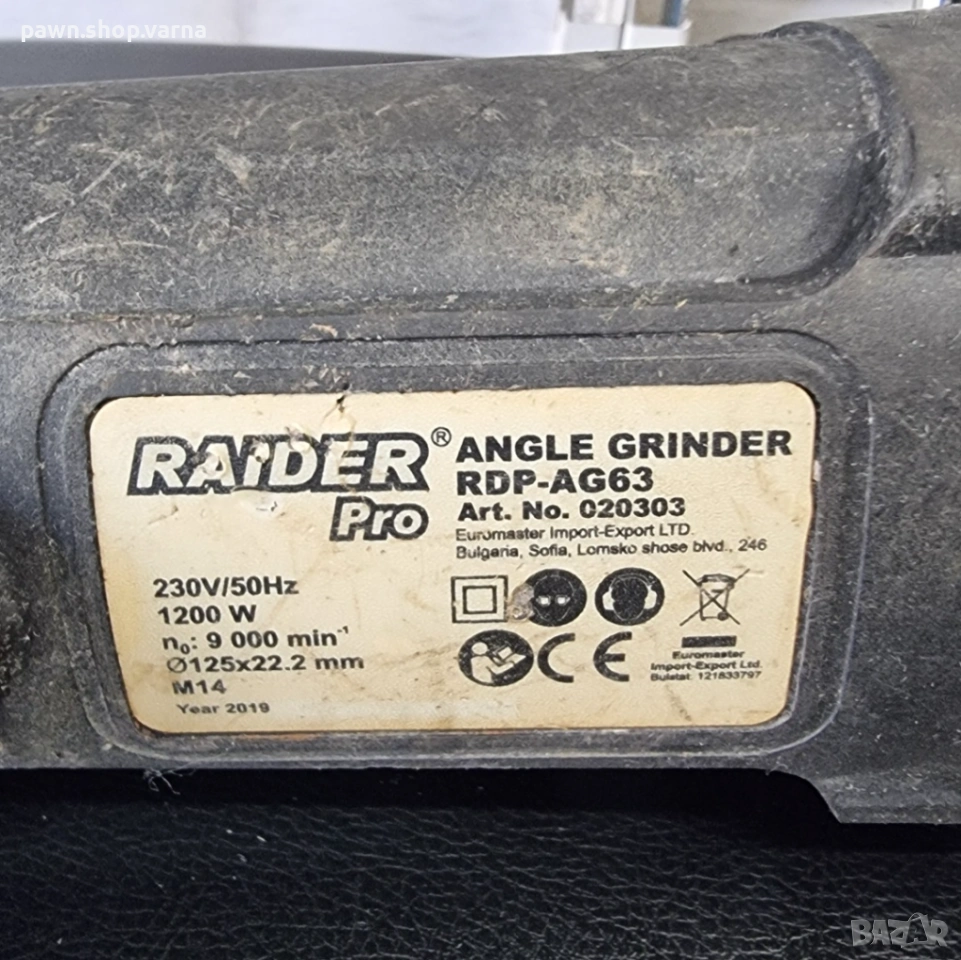 pawn.shop.varna
RAIDER®
Pro
ANGLE GRINDER
RDP-AG63
Art. No. 020303
Euromaster Import-Export LTD.
Bulgaria, Sofia, Lomsko shose blvd., 246
230V/50Hz
1200 W
n₀: 9 000 min⁻¹
Ø125x22.2 mm
M14
Year 2019
CE
Euromaster
Import-Export Ltd.
Bulstat: 121833797
BAZAR